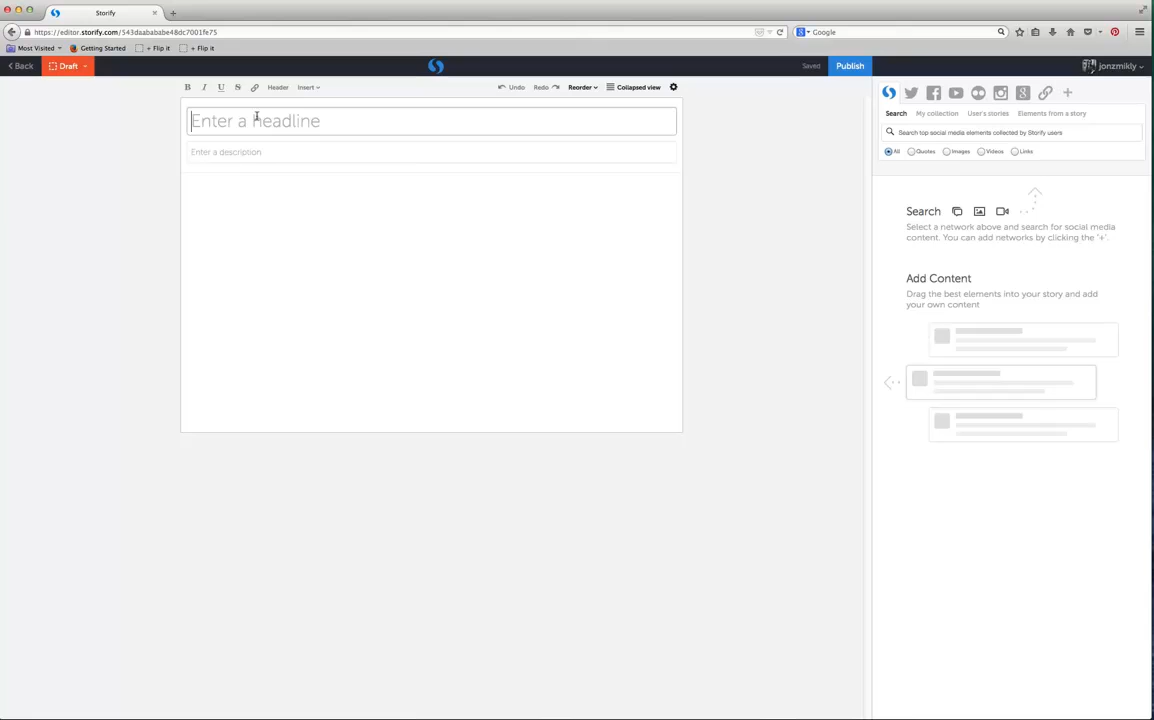 Storify
https://editor.storify.com/543daabababe48dc7001fe75
Google
Most Visited
Getting Started
+ Flip it
+ Flip it
Back
Draft
Saved
Publish
jonzmikly
B I U S
Header
Insert
Undo
Redo
Reorder
Collapsed view
Enter a headline
Enter a description
Search
My collection
User's stories
Elements from a story
Search top social media elements collected by Storify users
All
Quotes
Images
Videos
Links
Search
Select a network above and search for social media
content. You can add networks by clicking the '+'.
Add Content
Drag the best elements into your story and add
your own content